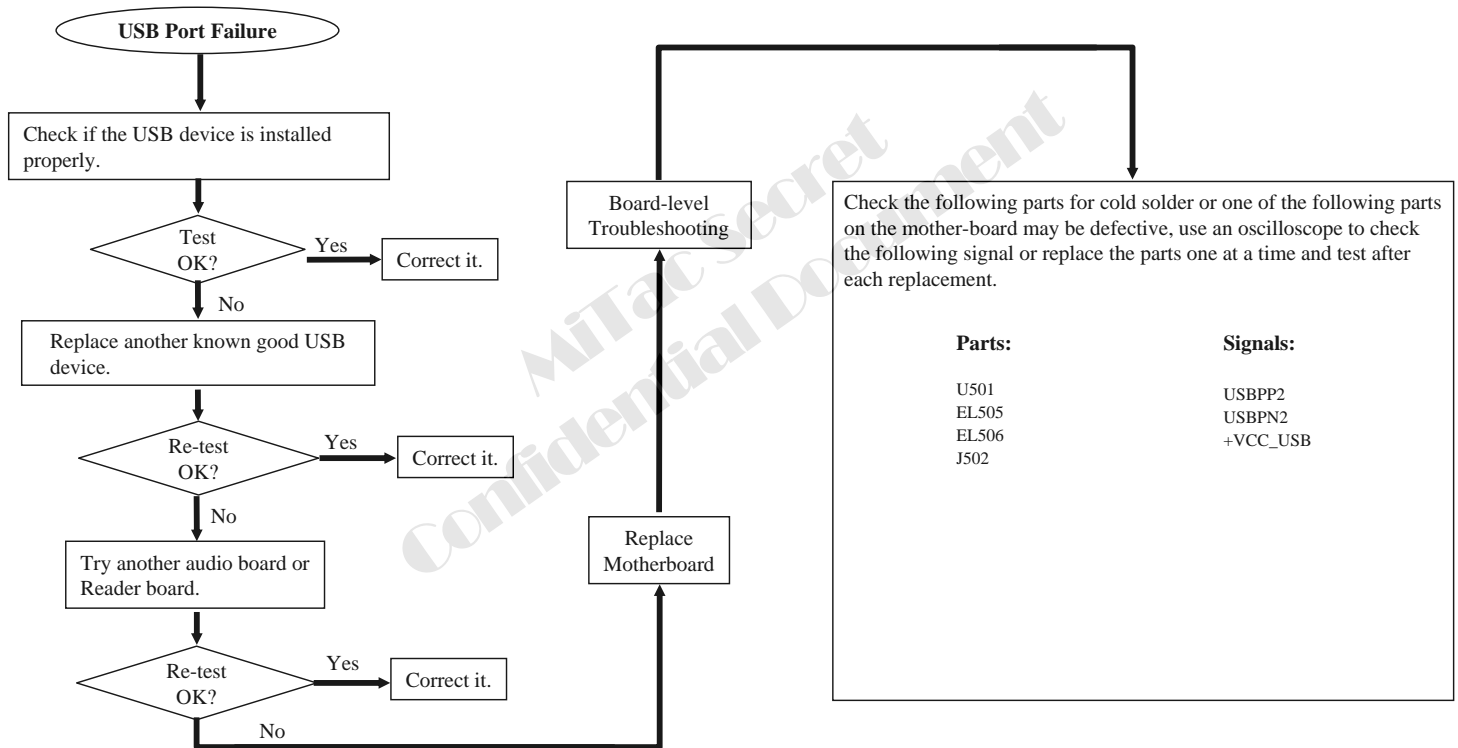 USB Port Failure
Check if the USB device is installed
properly.
Test
OK?
Yes
Correct it.
No
Replace another known good USB
device.
Re-test
OK?
Yes
Correct it.
No
Try another audio board or
Reader board.
Re-test
OK?
Yes
Correct it.
No
Replace
Motherboard
Board-level
Troubleshooting
Check the following parts for cold solder or one of the following parts
on the mother-board may be defective, use an oscilloscope to check
the following signal or replace the parts one at a time and test after
each replacement.
Parts:
U501
EL505
EL506
J502
Signals:
USBPP2
USBPN2
+VCC_USB
MiTac Secret
Confidential Document